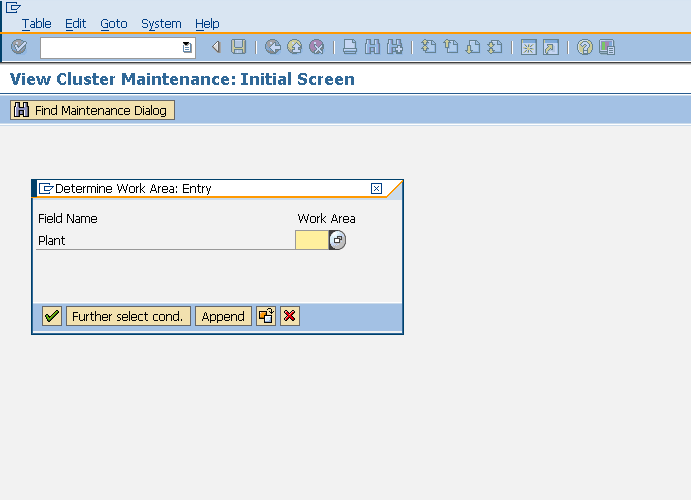 Table Edit Goto System Help
View Cluster Maintenance: Initial Screen
Find Maintenance Dialog
Determine Work Area: Entry
Field Name Work Area
Plant
Further select cond. Append